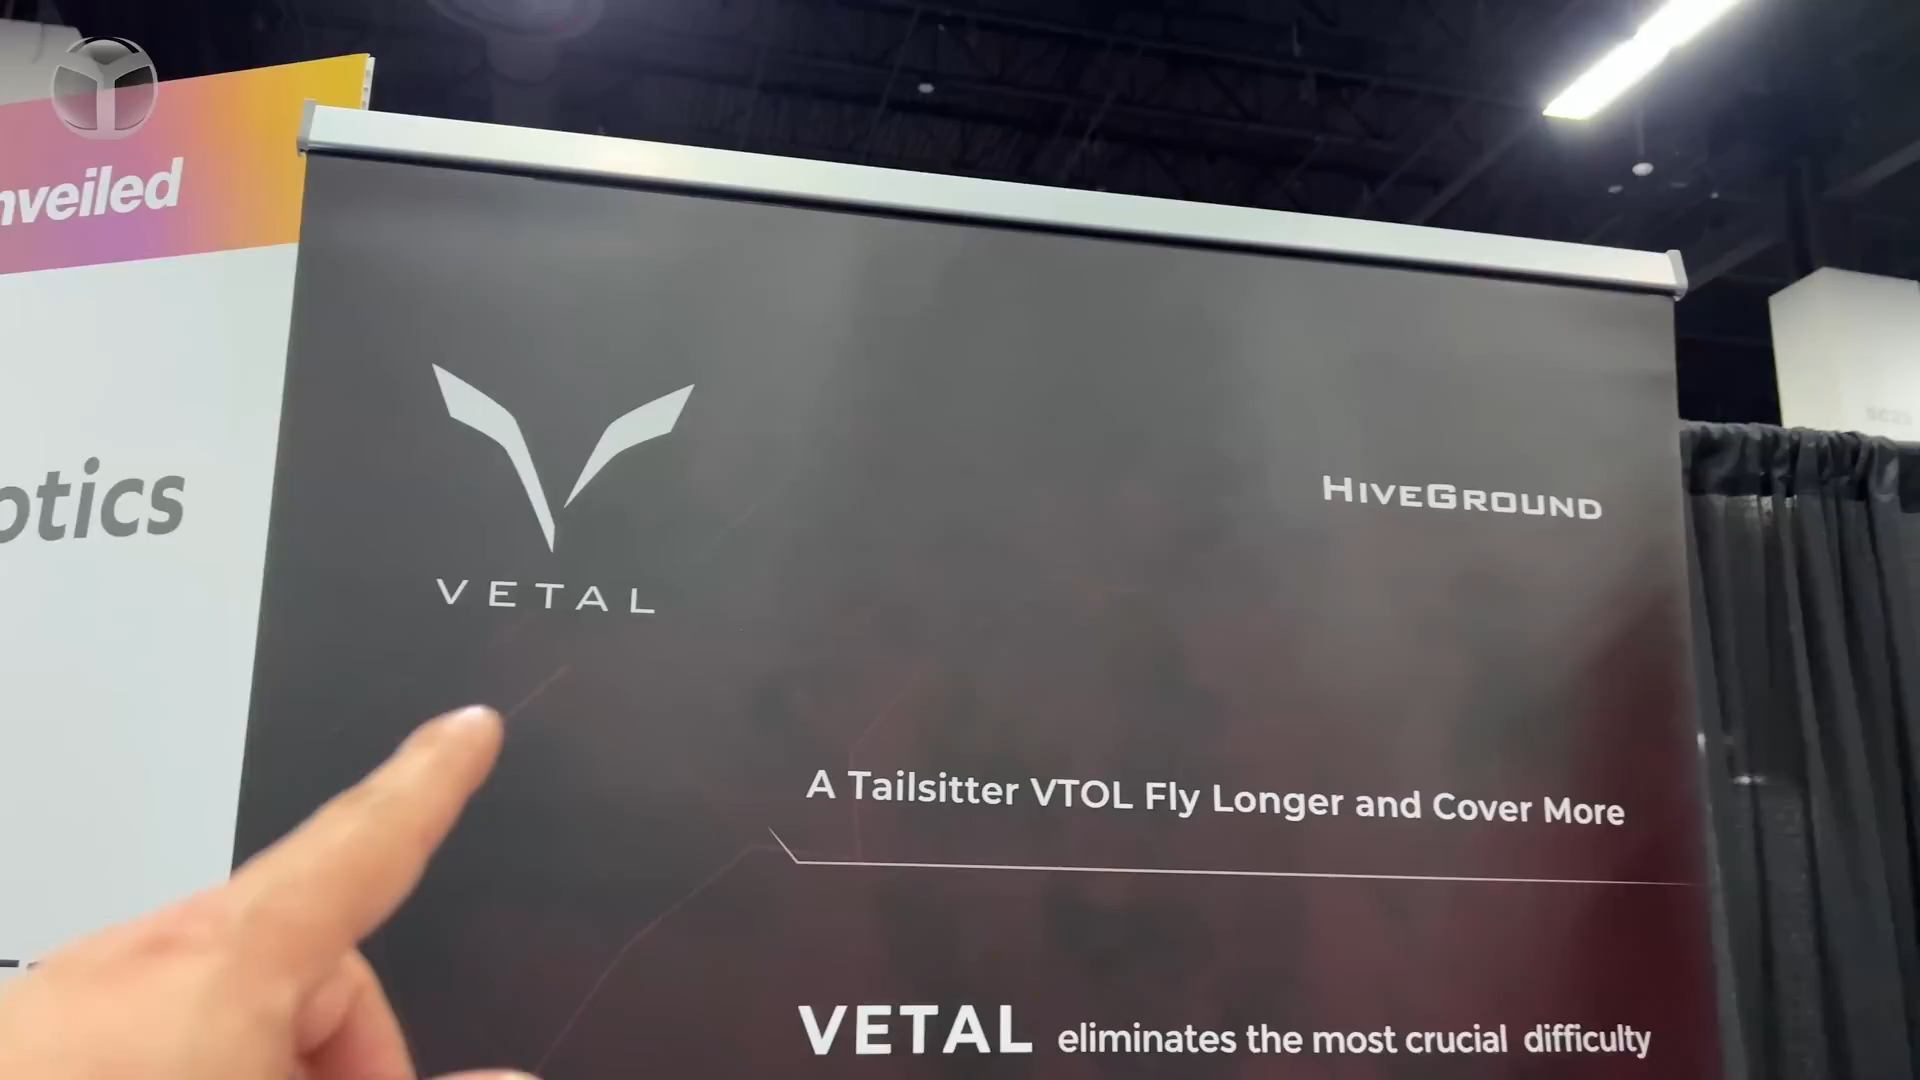 nveiled
otics
VETAL
HIVEGROUND
A Tailsitter VTOL Fly Longer and Cover More
VETAL eliminates the most crucial difficulty